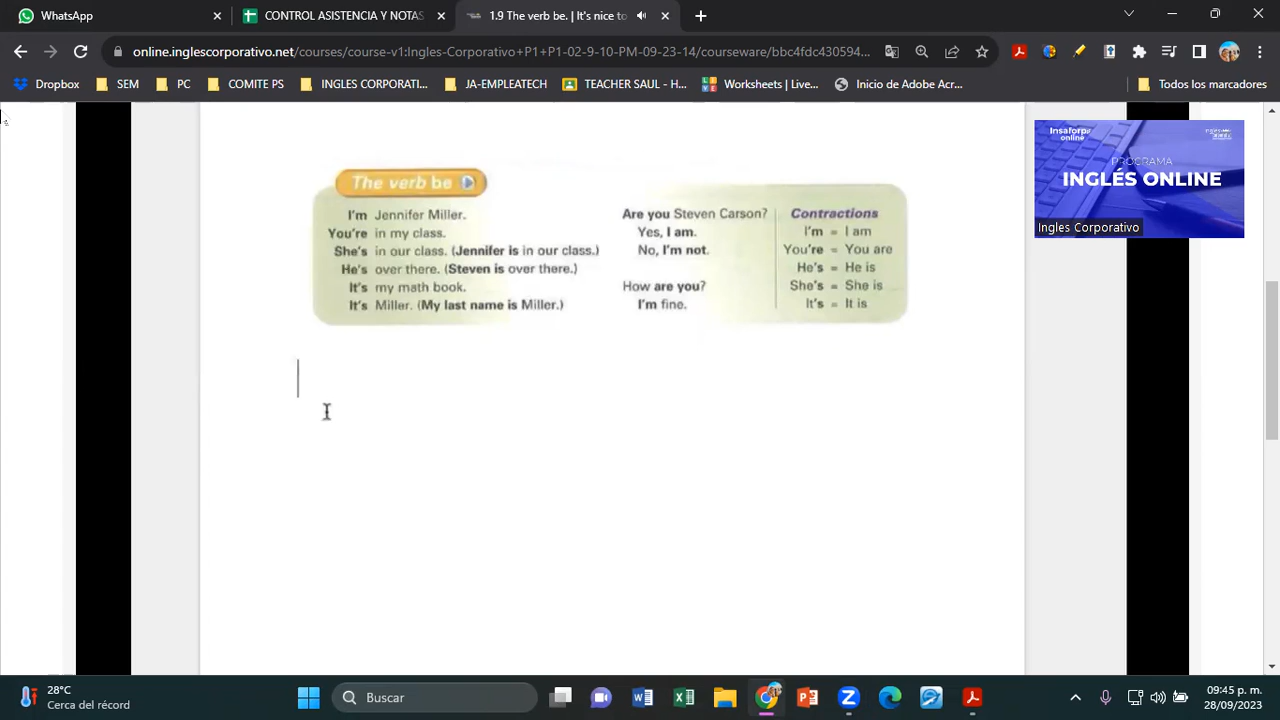 WhatsApp
CONTROL ASISTENCIA Y NOTAS
1.9 The verb be. | It's nice to
online.inglescorporativo.net/courses/course-v1:Ingles-Corporativo+P1+P1-02-9-10-PM-09-23-14/courseware/bbc4fdc430594...
Dropbox
SEM
PC
COMITE PS
INGLES CORPORATI...
JA-EMPLEATECH
TEACHER SAUL - H...
Worksheets | Live...
Inicio de Adobe Acr...
Todos los marcadores
The verb be
I'm Jennifer Miller.
You're in my class.
She's in our class. (Jennifer is in our class.)
He's over there. (Steven is over there.)
It's my math book.
It's Miller. (My last name is Miller.)
Are you Steven Carson?
Yes, I am.
No, I'm not.
How are you?
I'm fine.
Contractions
I'm = I am
You're = You are
He's = He is
She's = She is
It's = It is
Insaforp
online
PROGRAMA
INGLÉS ONLINE
Ingles Corporativo
28°C
Cerca del récord
Buscar
09:45 p. m.
28/09/2023